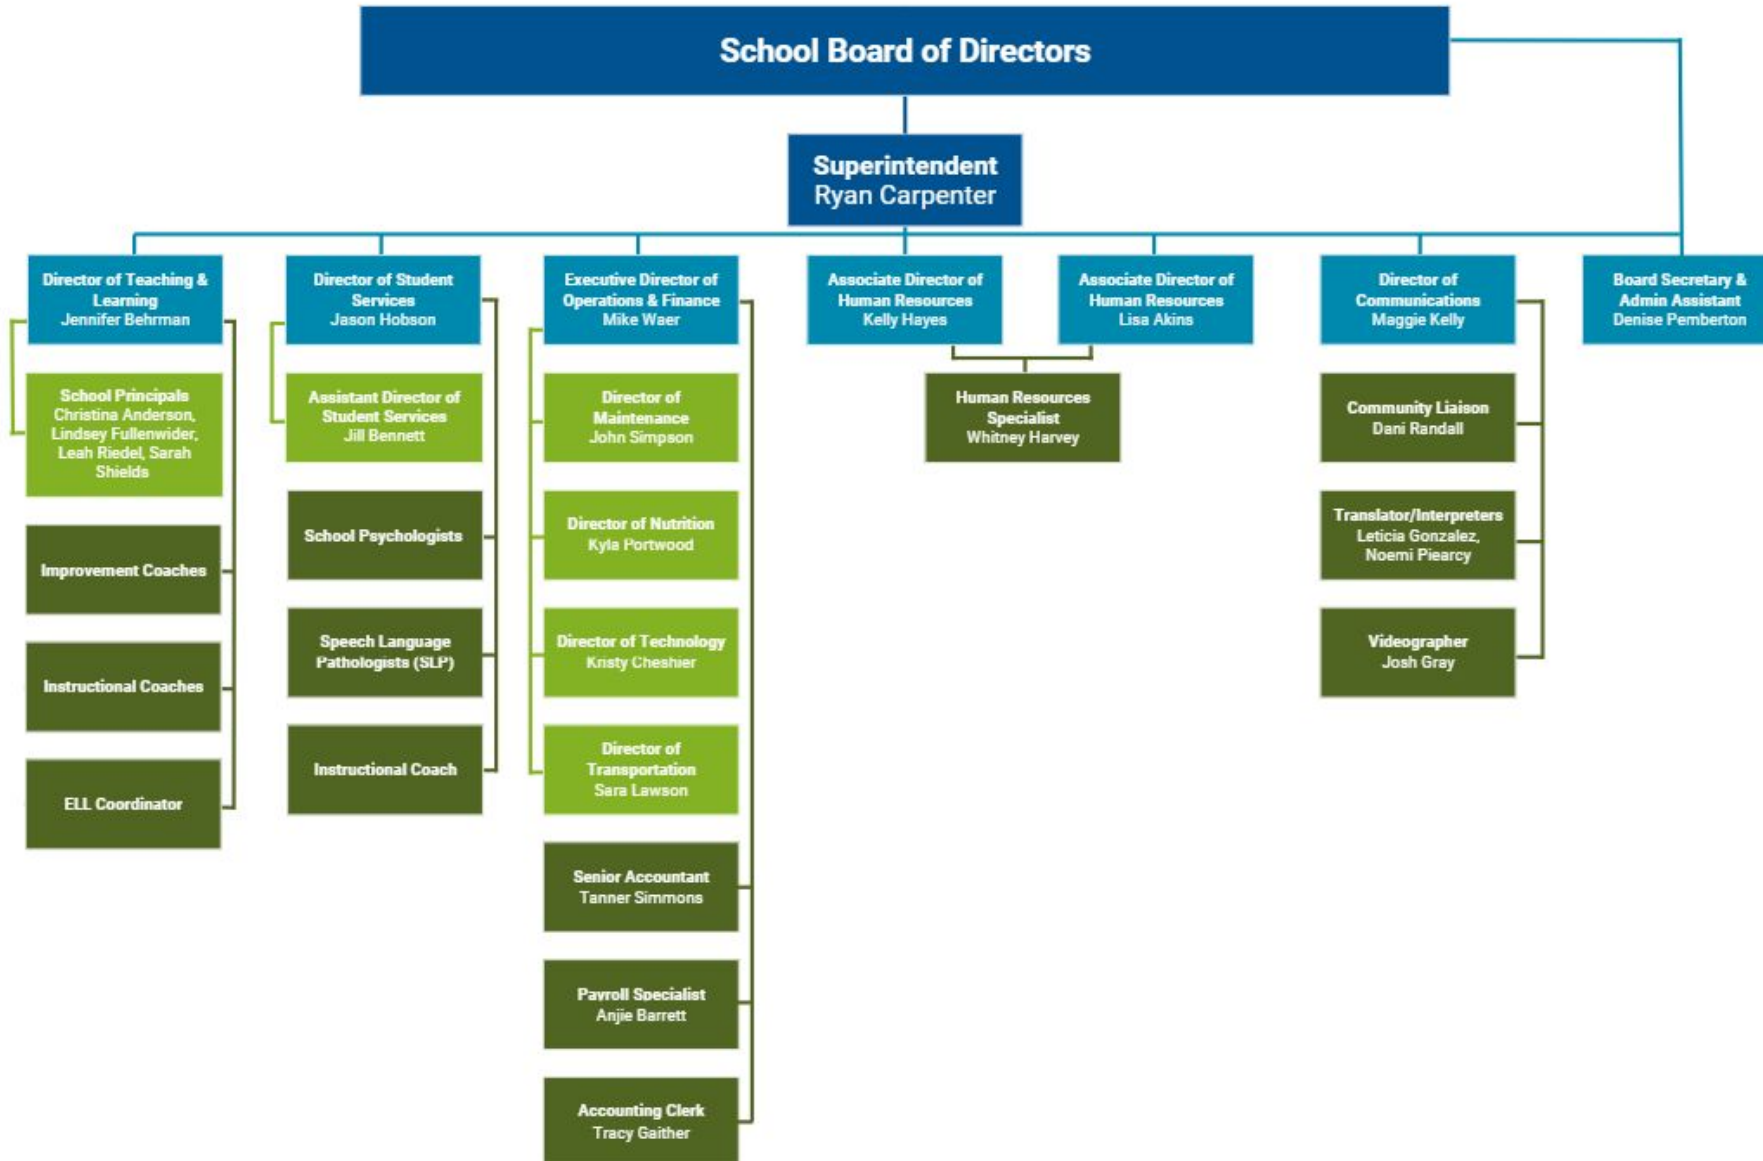 School Board of Directors
Superintendent
Ryan Carpenter
Director of Teaching &
Learning
Jennifer Behrman
School Principals
Christina Anderson,
Lindsey Fullenwider,
Leah Riedel, Sarah
Shields
Improvement Coaches
Instructional Coaches
ELL Coordinator
Director of Student
Services
Jason Hobson
Assistant Director of
Student Services
Jill Bennett
School Psychologists
Speech Language
Pathologists (SLP)
Instructional Coach
Executive Director of
Operations & Finance
Mike Waer
Director of
Maintenance
John Simpson
Director of Nutrition
Kyla Portwood
Director of Technology
Kristy Cheshier
Director of
Transportation
Sara Lawson
Senior Accountant
Tanner Simmons
Payroll Specialist
Anjie Barrett
Accounting Clerk
Tracy Gaither
Associate Director of
Human Resources
Kelly Hayes
Associate Director of
Human Resources
Lisa Akins
Human Resources
Specialist
Whitney Harvey
Director of
Communications
Maggie Kelly
Community Liaison
Dani Randall
Translator/Interpreters
Leticia Gonzalez,
Noemi Piearcy
Videographer
Josh Gray
Board Secretary &
Admin Assistant
Denise Pemberton